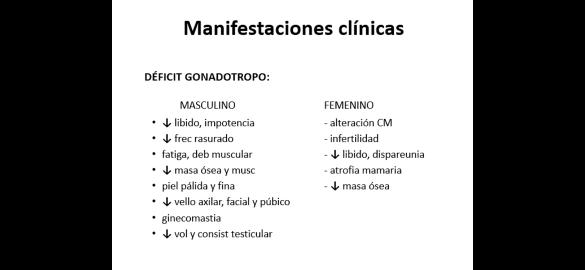 Manifestaciones clínicas
DÉFICIT GONADOTROPO:
MASCULINO
• ↓ libido, impotencia
• ↓ frec rasurado
• fatiga, deb muscular
• ↓ masa ósea y musc
• piel pálida y fina
• ↓ vello axilar, facial y púbico
• ginecomastia
• ↓ vol y consist testicular
FEMENINO
- alteración CM
- infertilidad
- ↓ libido, dispareunia
- atrofia mamaria
- ↓ masa ósea